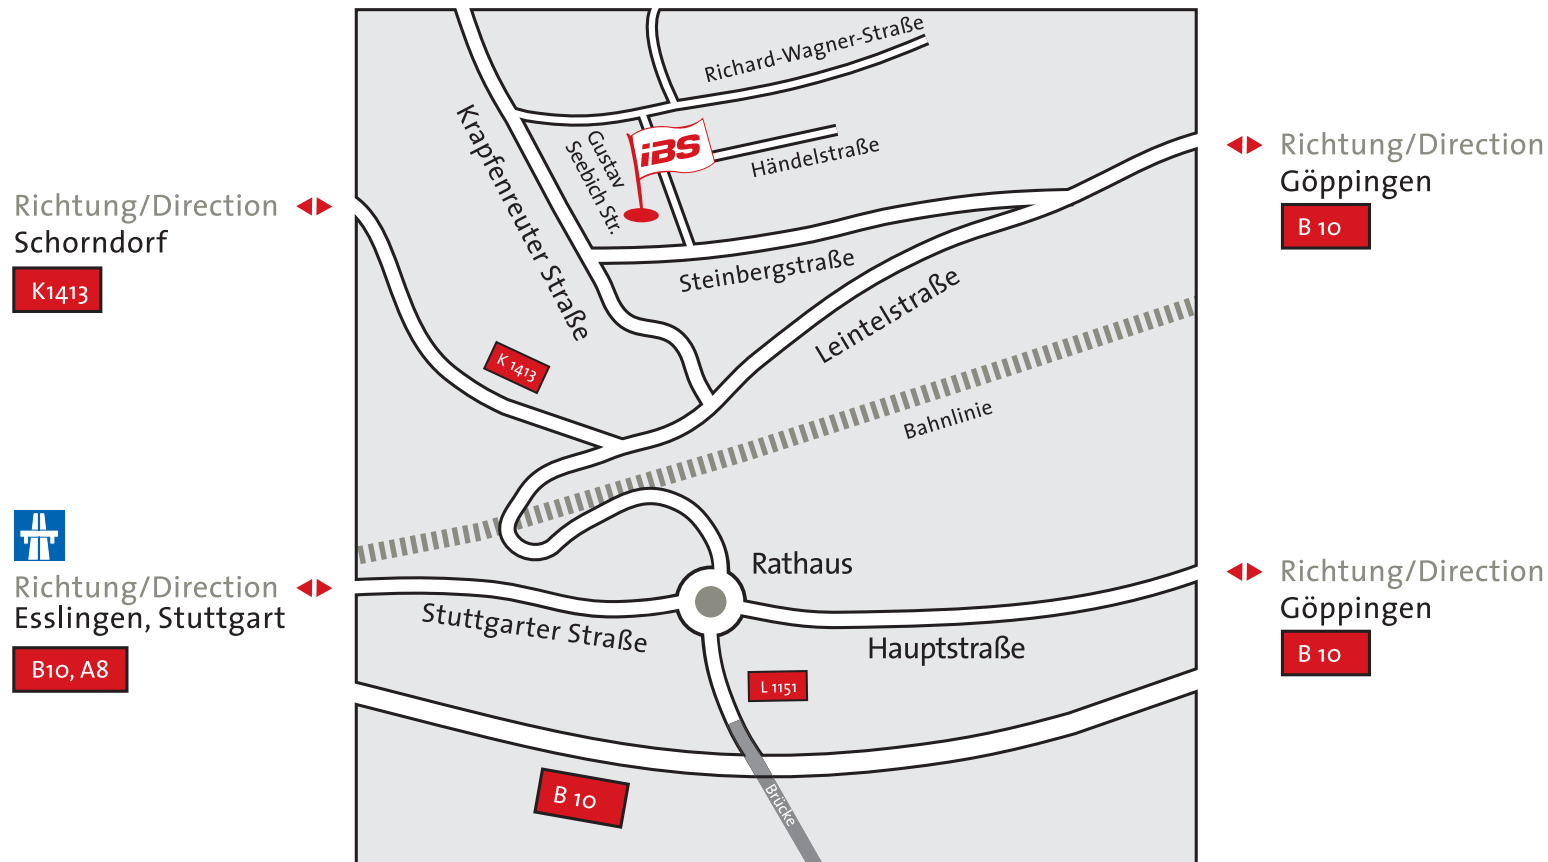 Richard-Wagner-Straße
Krapfenreuter Straße
Gustav
Seebich Str.
iBS
Händelstraße
Richtung/Direction
Göppingen
B 10
Richtung/Direction
Schorndorf
K1413
Steinbergstraße
Leintelstraße
K 1413
Bahnlinie
Richtung/Direction
Esslingen, Stuttgart
B10, A8
Rathaus
Stuttgarter Straße
Hauptstraße
Richtung/Direction
Göppingen
B 10
L 1151
B 10
Brücke